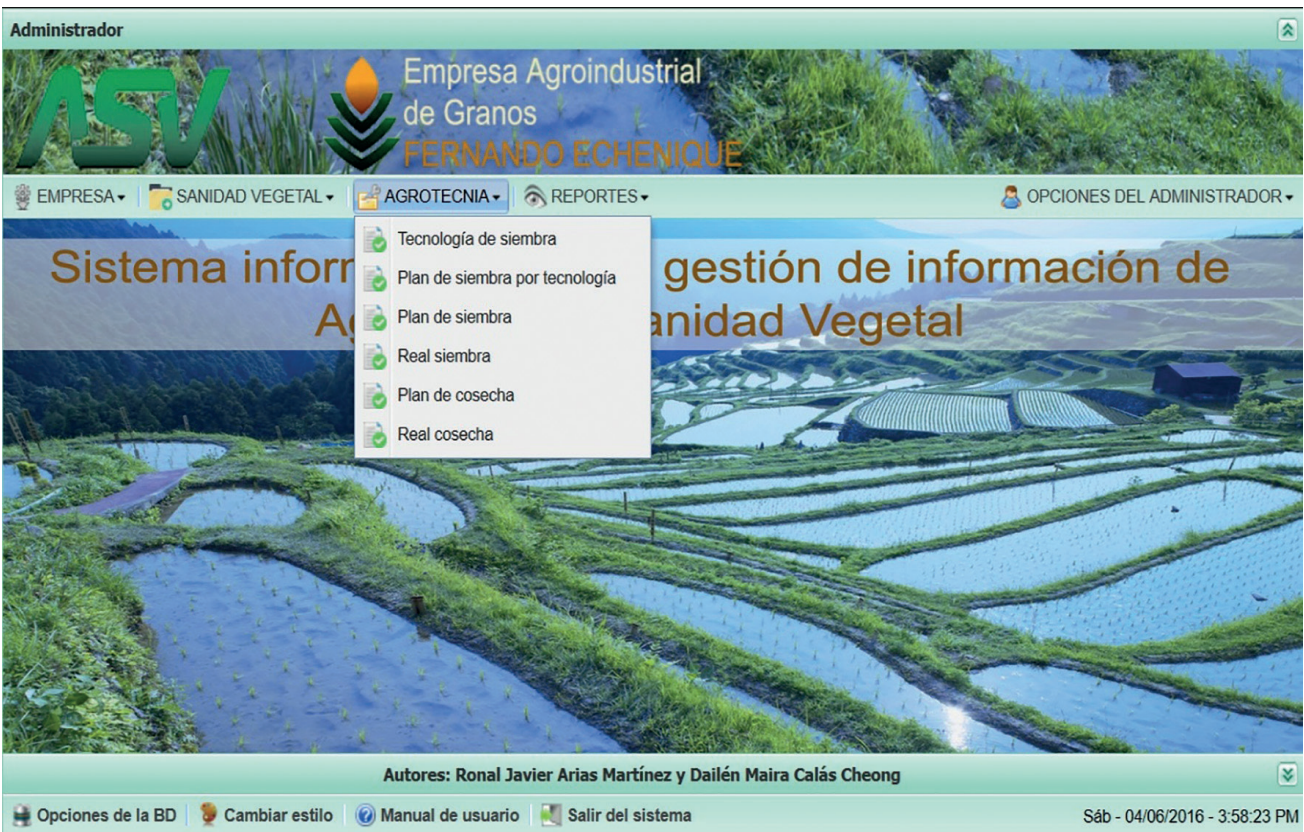 Administrador
ASV
Empresa Agroindustrial
de Granos
FERNANDO ECHENIQUE
EMPRESA SANIDAD VEGETAL AGROTECNIA REPORTES OPCIONES DEL ADMINISTRADOR
Tecnología de siembra
Plan de siembra por tecnología
Plan de siembra
Real siembra
Plan de cosecha
Real cosecha
Sistema gestión de información de
Vegetal
Autores: Ronal Javier Arias Martínez y Dailén Maira Calás Cheong
Opciones de la BD Cambiar estilo Manual de usuario Salir del sistema Sáb - 04/06/2016 - 3:58:23 PM